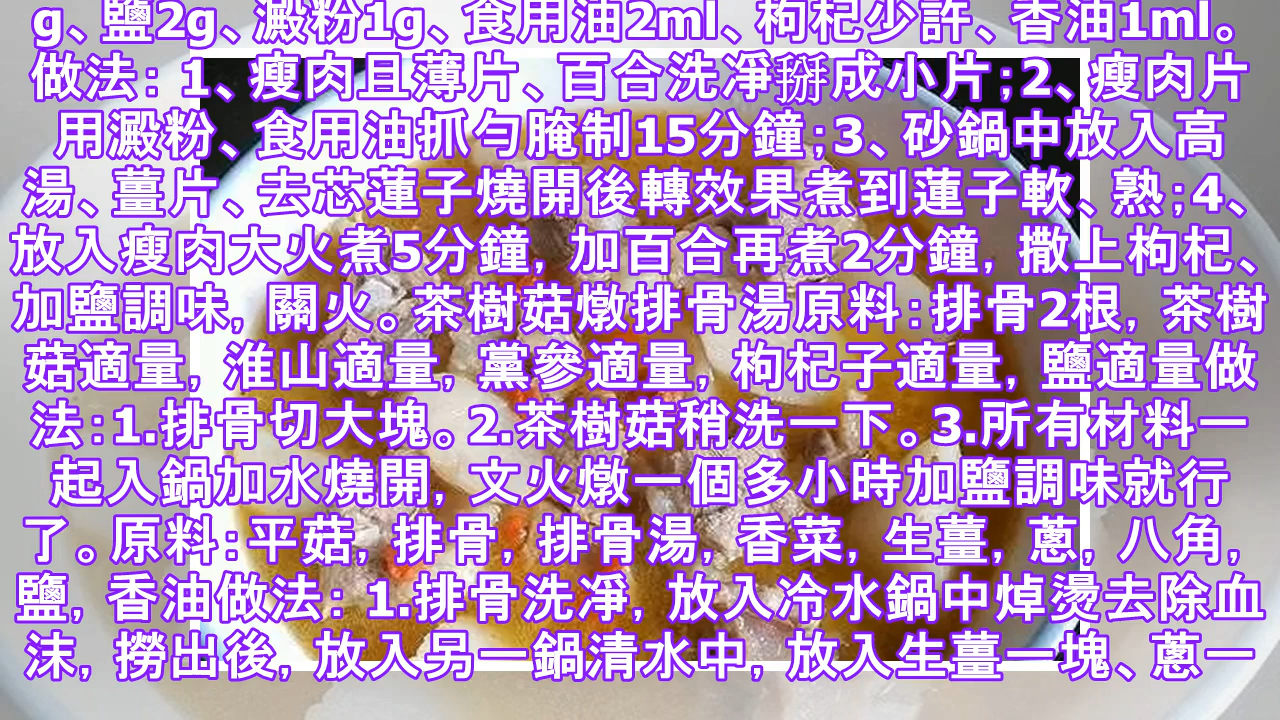 g、鹽2g、澱粉1g、食用油2ml、枸杞少許、香油1ml。
做法：1、瘦肉且薄片、百合洗凈掰成小片；2、瘦肉片
用澱粉、食用油抓勻腌制15分鐘；3、砂鍋中放入高
湯、薑片、去芯蓮子燒開後轉效果煮到蓮子軟、熟；4、
放入瘦肉大火煮5分鐘，加百合再煮2分鐘，撒上枸杞、
加鹽調味，關火。茶樹菇燉排骨湯原料：排骨2根，茶樹
菇適量，淮山適量，黨參適量，枸杞子適量，鹽適量做
法：1.排骨切大塊。2.茶樹菇稍洗一下。3.所有材料一
起入鍋加水燒開，文火燉一個多小時加鹽調味就行
了。原料：平菇，排骨，排骨湯，香菜，生薑，蔥，八角，
鹽，香油做法：1.排骨洗凈，放入冷水鍋中焯燙去除血
沫，撈出後，放入另一鍋清水中，放入生薑一塊、蔥一